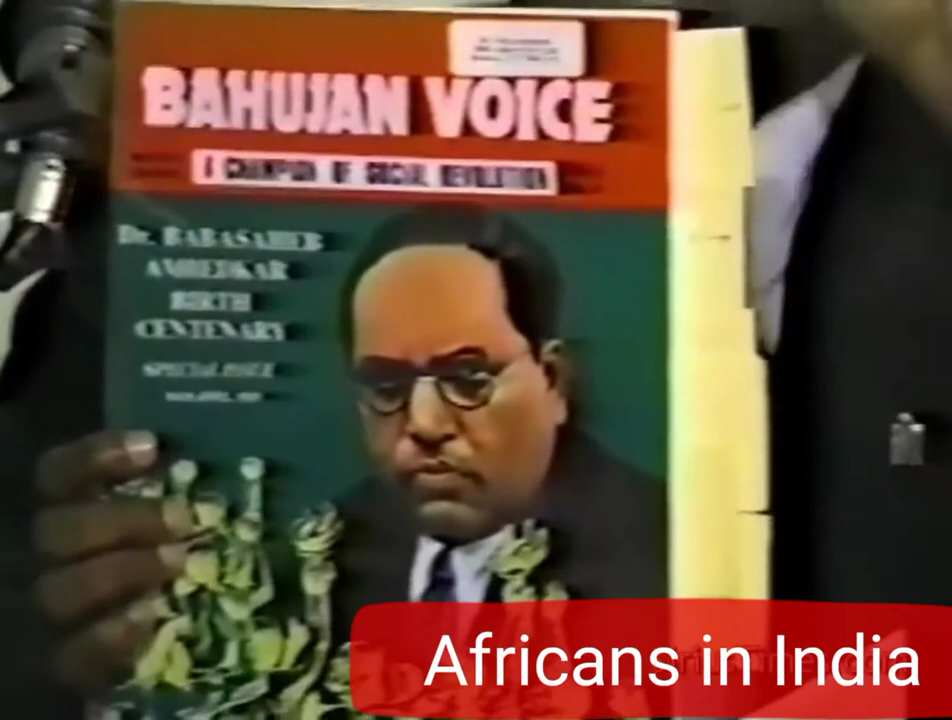 BAHUJAN VOICE
A CHAMPION OF SOCIAL REVOLUTION
Dr. BABASAHEB
AMBEDKAR
BIRTH
CENTENARY
SPECIAL ISSUE
Africans in India